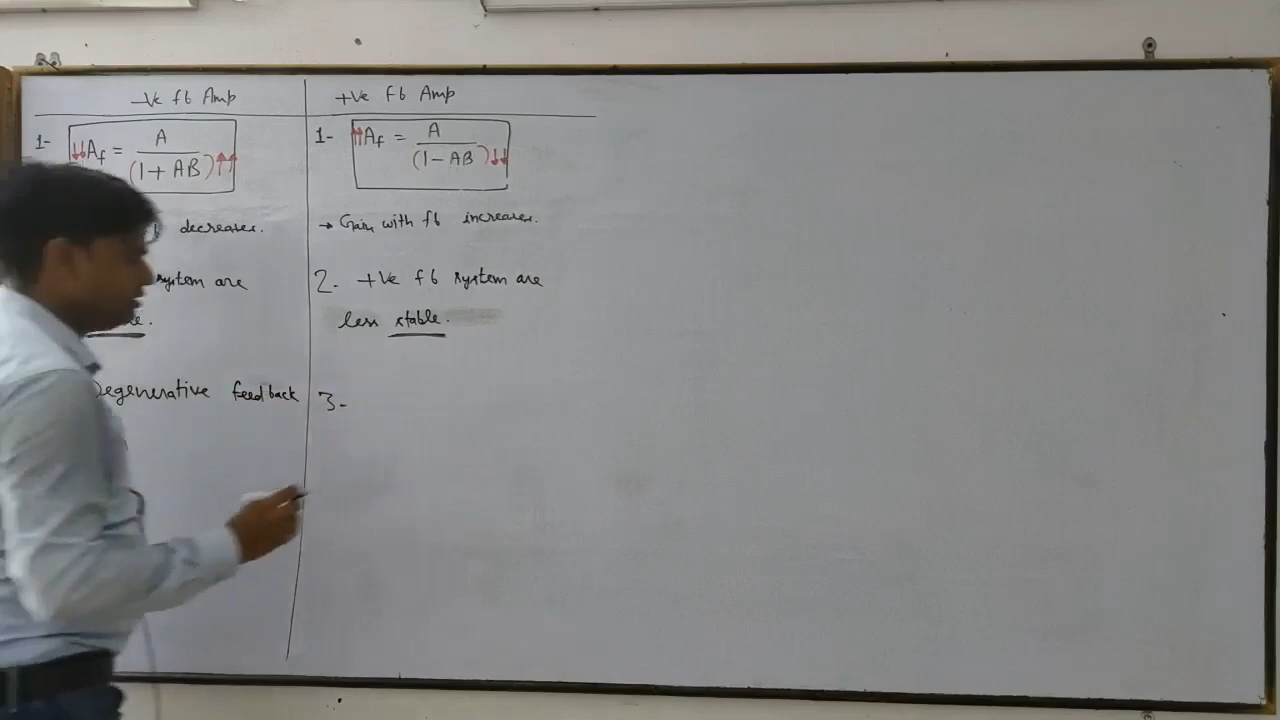 -Ve fb Amp
1- ↓↓Af = A
(1 + AB)↑↑
decreases.
system are
Degenerative feedback
+Ve fb Amp
1- ↑↑Af = A
(1 - AB)↓↓
→ Gain with fb increases.
2. +Ve fb system are
less stable.
3-